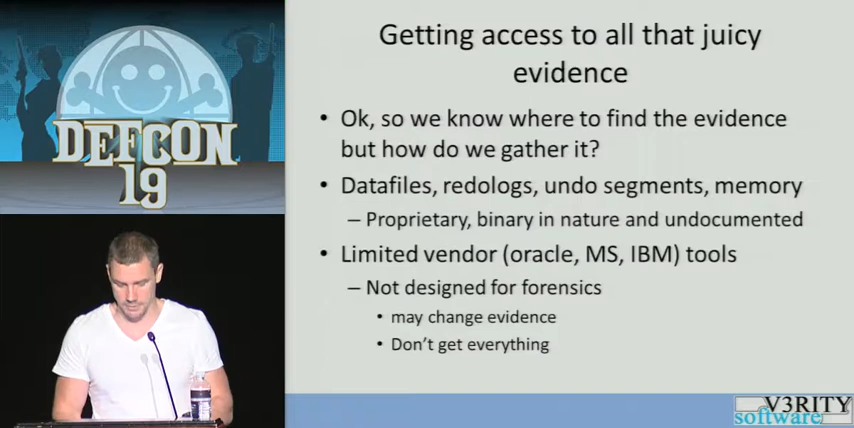 DEFCON
19
Getting access to all that juicy
evidence
• Ok, so we know where to find the evidence
but how do we gather it?
• Datafiles, redologs, undo segments, memory
– Proprietary, binary in nature and undocumented
• Limited vendor (oracle, MS, IBM) tools
– Not designed for forensics
• may change evidence
• Don't get everything
V3RITY
software